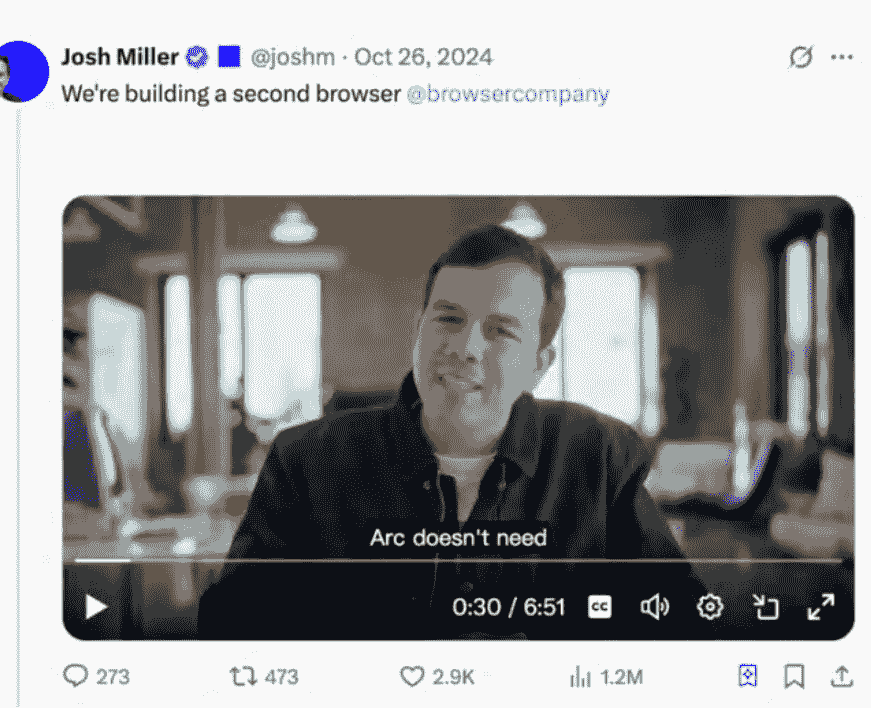 Josh Miller @joshm · Oct 26, 2024
We're building a second browser @browsercompany
Arc doesn't need
0:30 / 6:51 CC
273 473 2.9K 1.2M